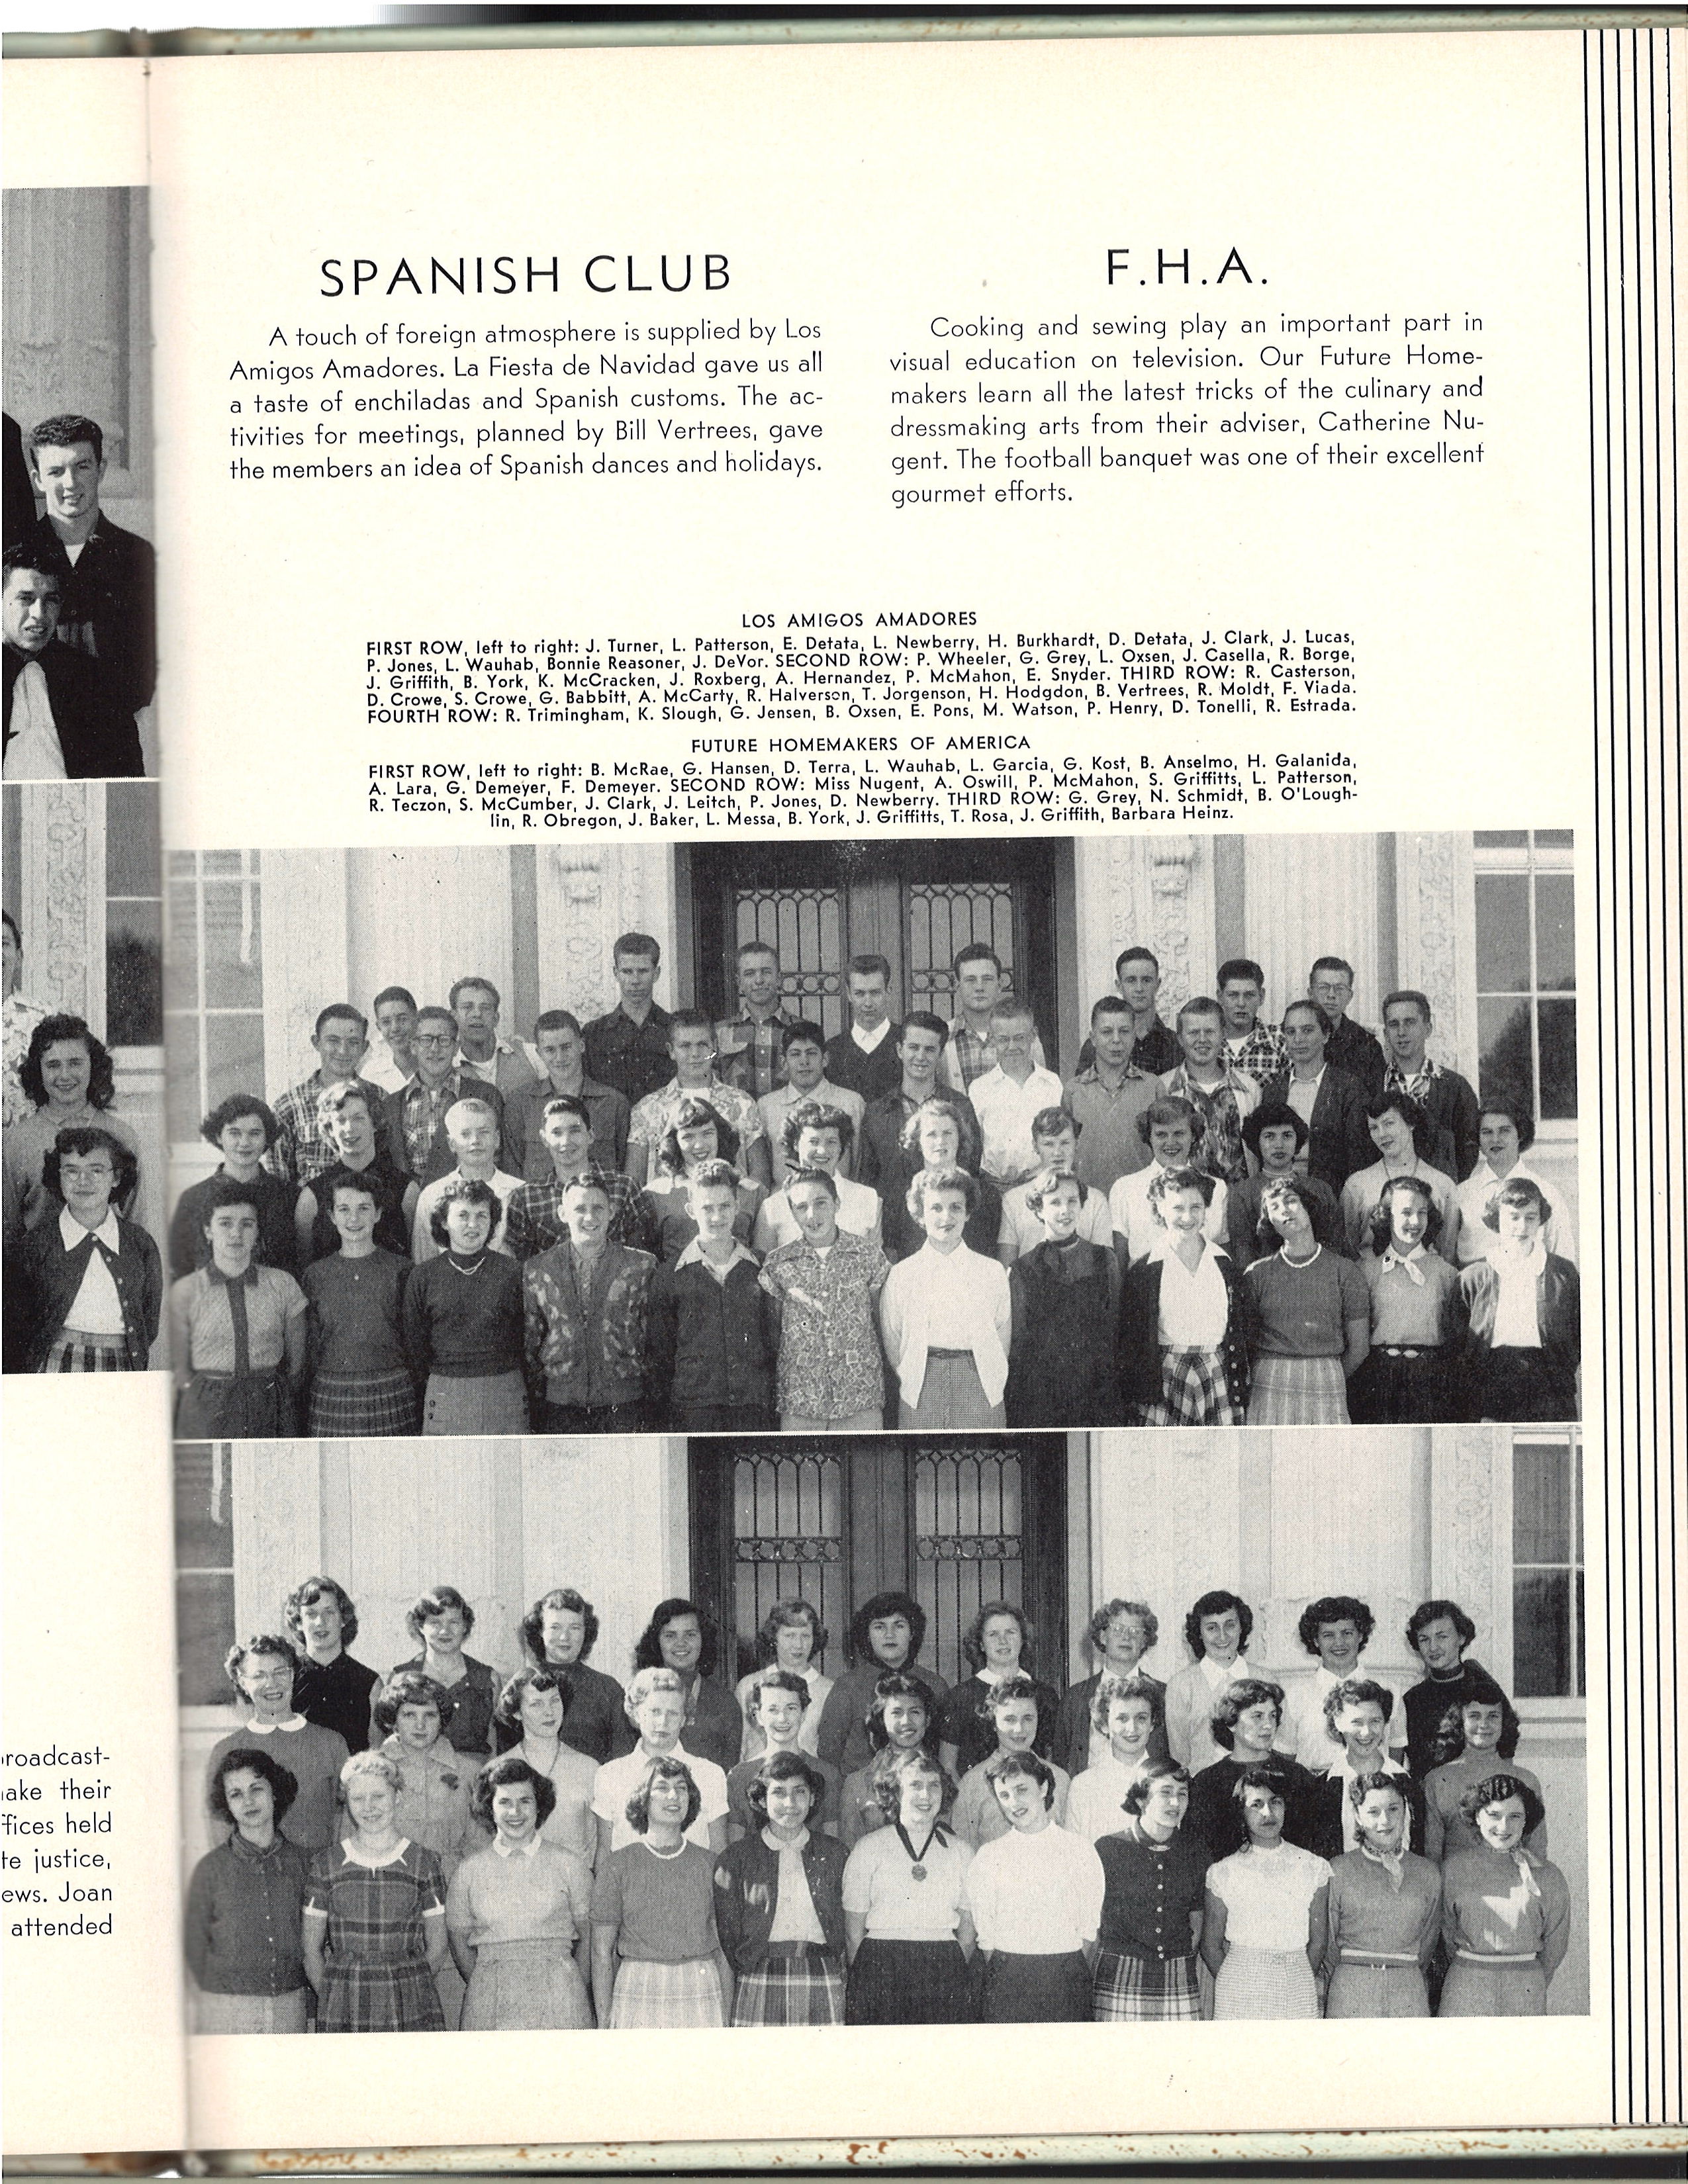 SPANISH CLUB
A touch of foreign atmosphere is supplied by Los
Amigos Amadores. La Fiesta de Navidad gave us all
a taste of enchiladas and Spanish customs. The ac-
tivities for meetings, planned by Bill Vertrees, gave
the members an idea of Spanish dances and holidays.
F.H.A.
Cooking and sewing play an important part in
visual education on television. Our Future Home-
makers learn all the latest tricks of the culinary and
dressmaking arts from their adviser, Catherine Nu-
gent. The football banquet was one of their excellent
gourmet efforts.
LOS AMIGOS AMADORES
FIRST ROW, left to right: J. Turner, L. Patterson, E. Detata, L. Newberry, H. Burkhardt, D. Detata, J. Clark, J. Lucas,
P. Jones, L. Wauhab, Bonnie Reasoner, J. DeVor. SECOND ROW: P. Wheeler, G. Grey, L. Oxsen, J. Casella, R. Borge,
J. Griffith, B. York, K. McCracken, J. Roxberg, A. Hernandez, P. McMahon, E. Snyder. THIRD ROW: R. Casterson,
D. Crowe, S. Crowe, G. Babbitt, A. McCarty, R. Halverson, T. Jorgenson, H. Hodgdon, B. Vertrees, R. Moldt, F. Viada.
FOURTH ROW: R. Trimingham, K. Slough, G. Jensen, B. Oxsen, E. Pons, M. Watson, P. Henry, D. Tonelli, R. Estrada.
FUTURE HOMEMAKERS OF AMERICA
FIRST ROW, left to right: B. McRae, G. Hansen, D. Terra, L. Wauhab, L. Garcia, G. Kost, B. Anselmo, H. Galanida,
A. Lara, G. Demeyer, F. Demeyer. SECOND ROW: Miss Nugent, A. Oswill, P. McMahon, S. Griffitts, L. Patterson,
R. Teczon, S. McCumber, J. Clark, J. Leitch, P. Jones, D. Newberry. THIRD ROW: G. Grey, N. Schmidt, B. O'Lough-
lin, R. Obregon, J. Baker, L. Messa, B. York, J. Griffitts, T. Rosa, J. Griffith, Barbara Heinz.
roadcast-
ake their
ffices held
te justice,
ews. Joan
attended